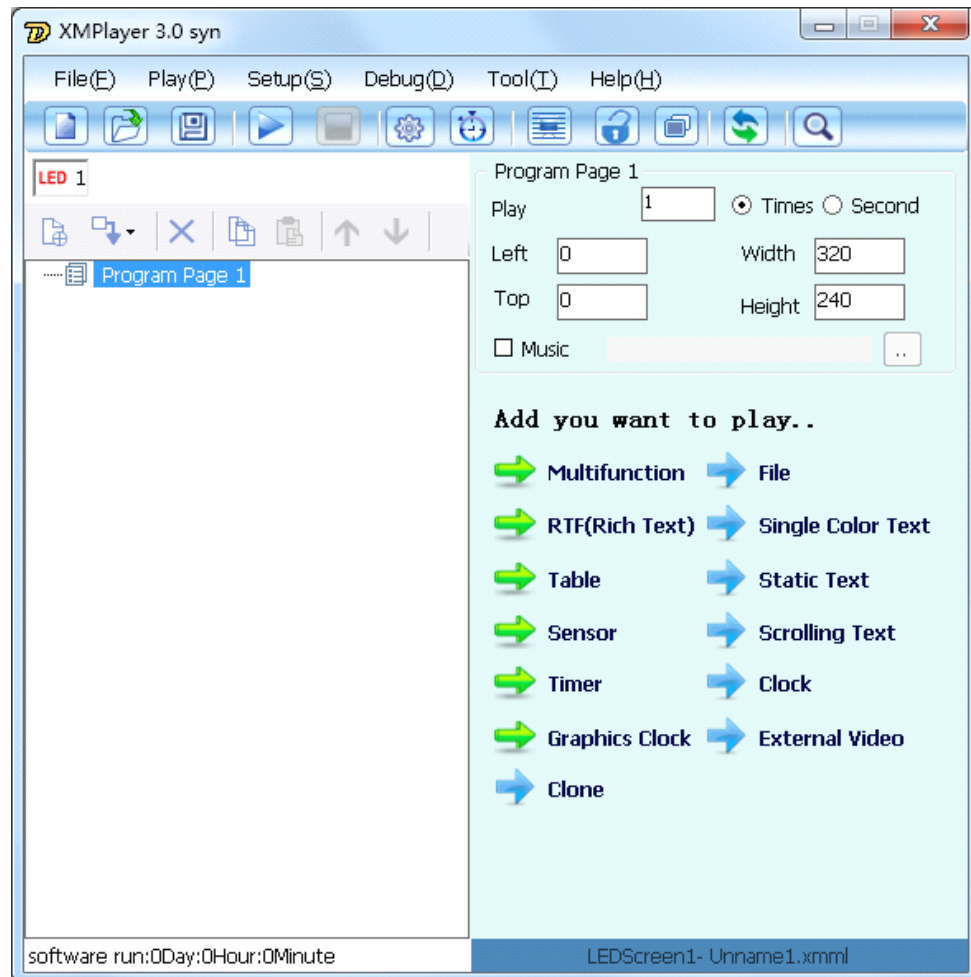 XMPlayer 3.0 syn
File(F) Play(P) Setup(S) Debug(D) Tool(T) Help(H)
LED 1
Program Page 1
Program Page 1
Play 1 Times Second
Left 0 Width 320
Top 0 Height 240
Music ..
Add you want to play..
Multifunction File
RTF(Rich Text) Single Color Text
Table Static Text
Sensor Scrolling Text
Timer Clock
Graphics Clock External Video
Clone
software run:0Day:0Hour:0Minute LEDScreen1- Unname1.xmml